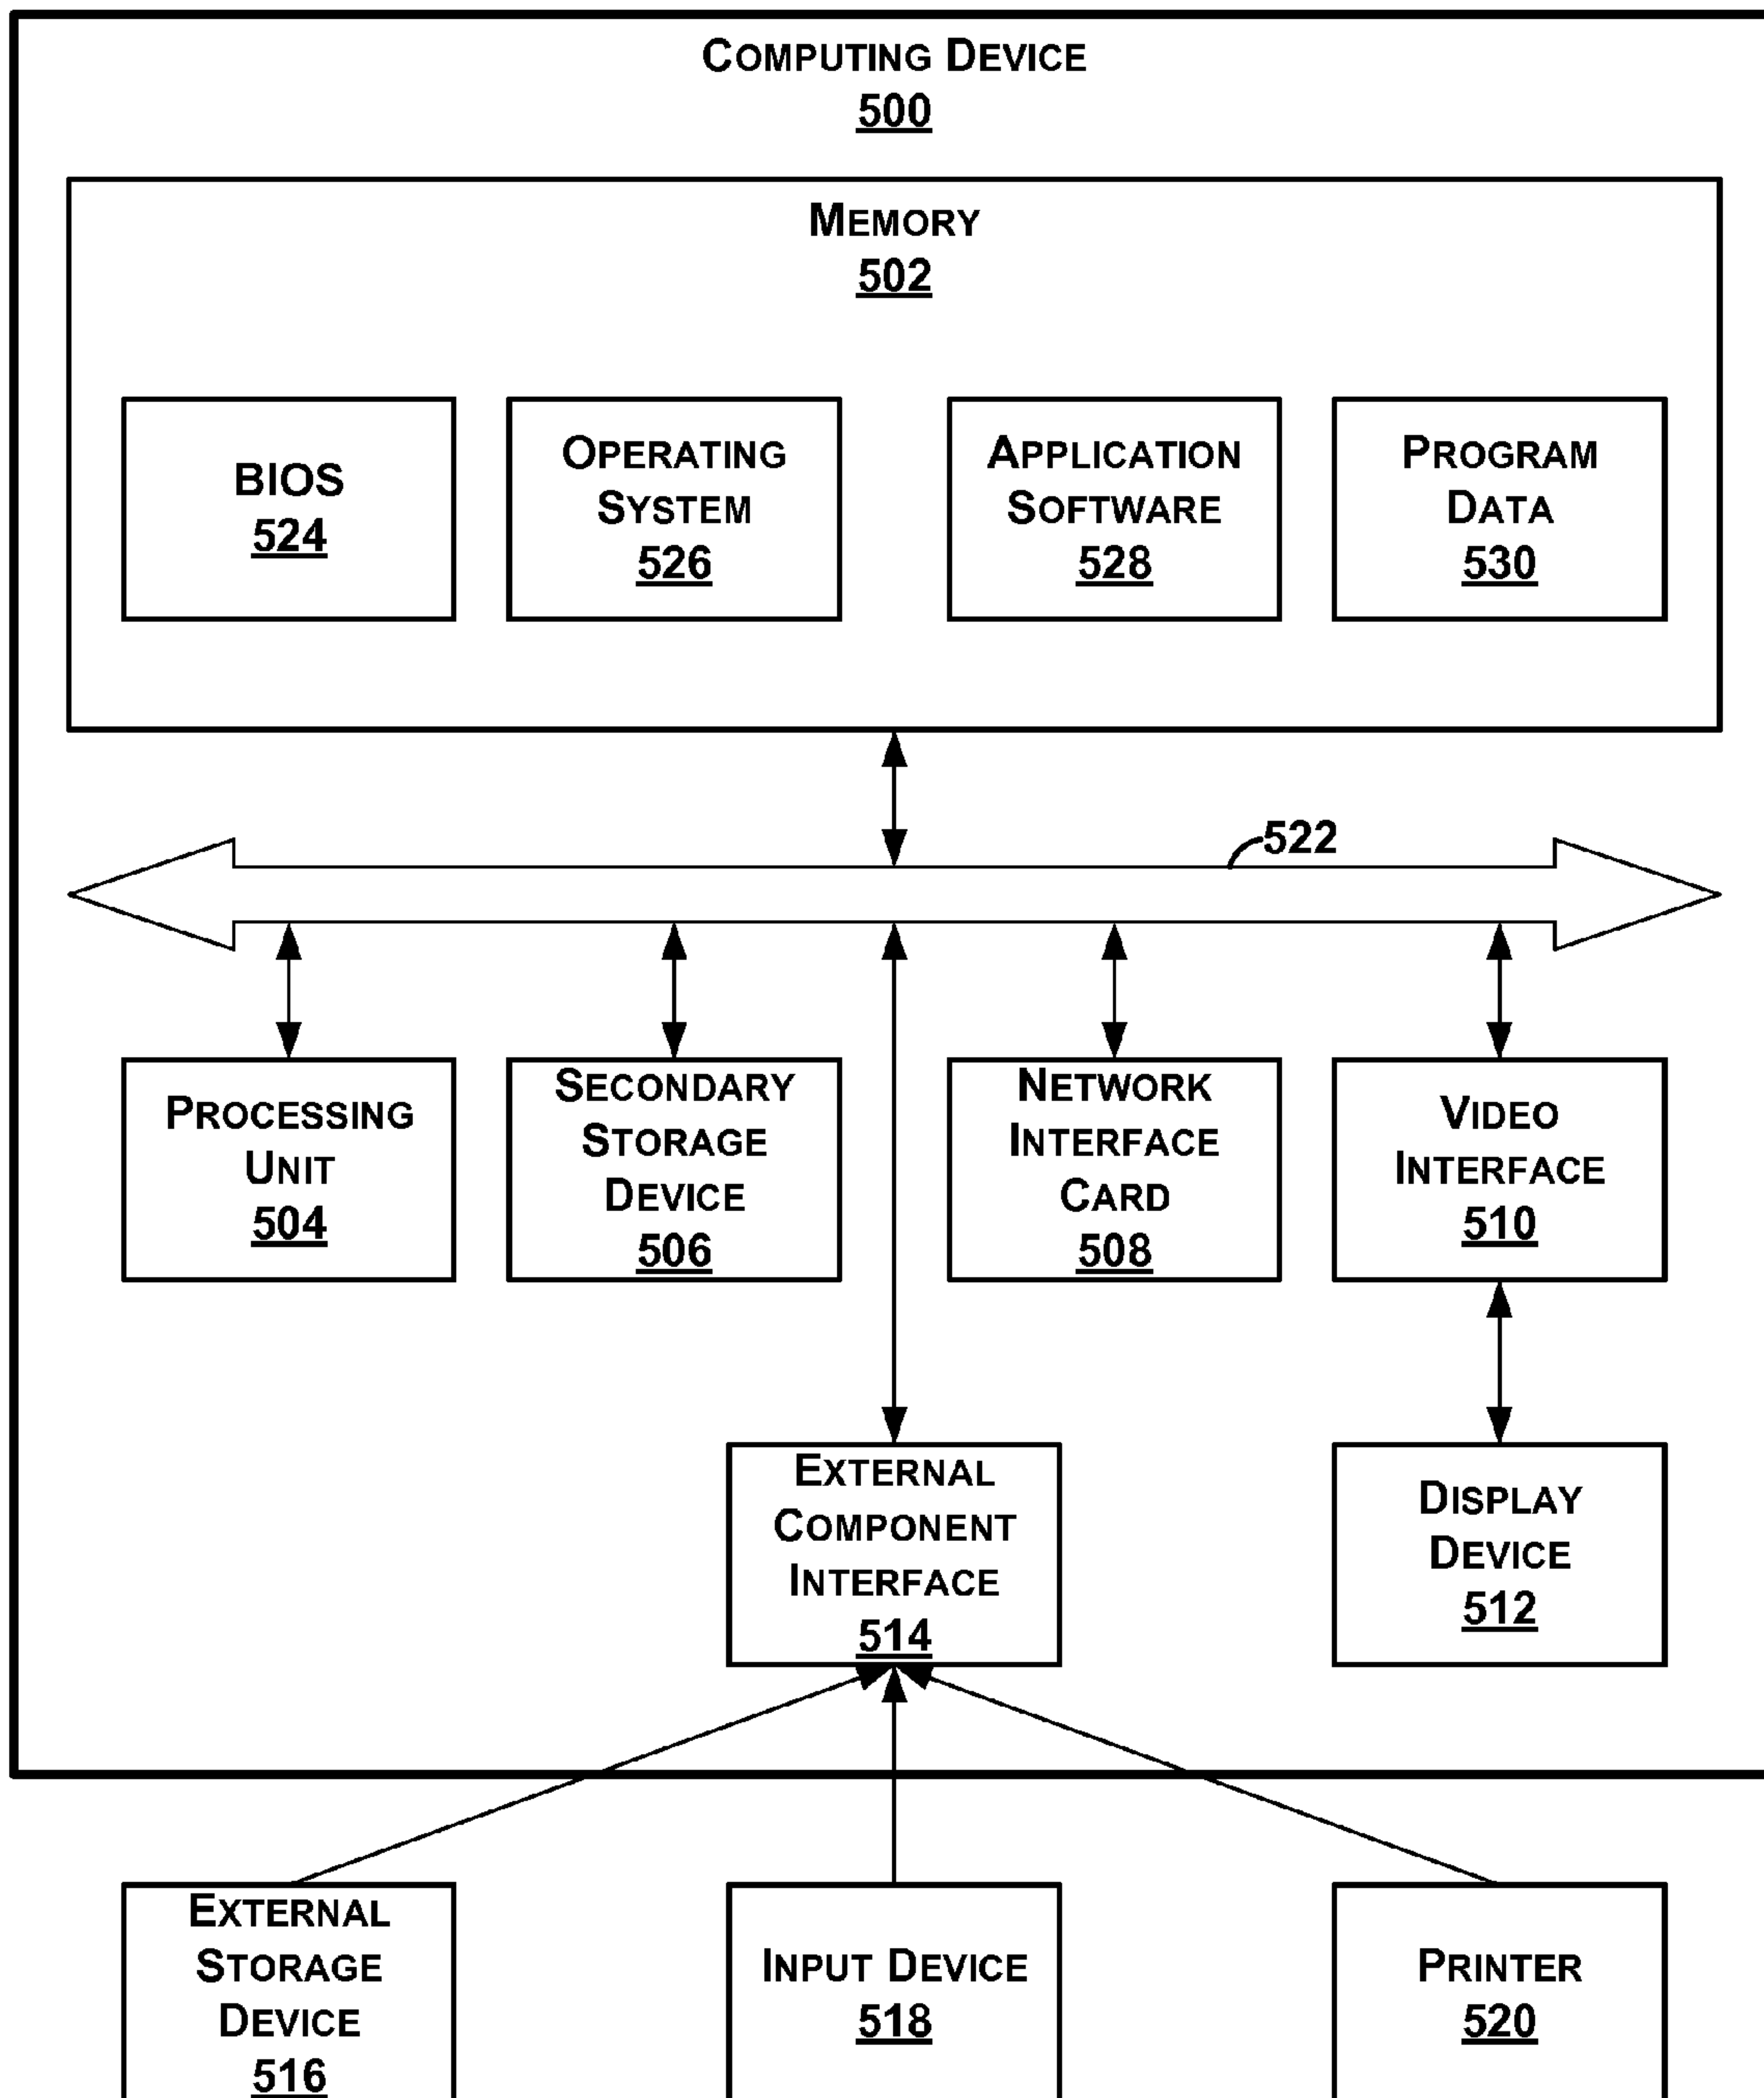 COMPUTING DEVICE
500
MEMORY
502
BIOS
524
OPERATING
SYSTEM
526
APPLICATION
SOFTWARE
528
PROGRAM
DATA
530
522
PROCESSING
UNIT
504
SECONDARY
STORAGE
DEVICE
506
NETWORK
INTERFACE
CARD
508
VIDEO
INTERFACE
510
EXTERNAL
COMPONENT
INTERFACE
514
DISPLAY
DEVICE
512
EXTERNAL
STORAGE
DEVICE
516
INPUT DEVICE
518
PRINTER
520